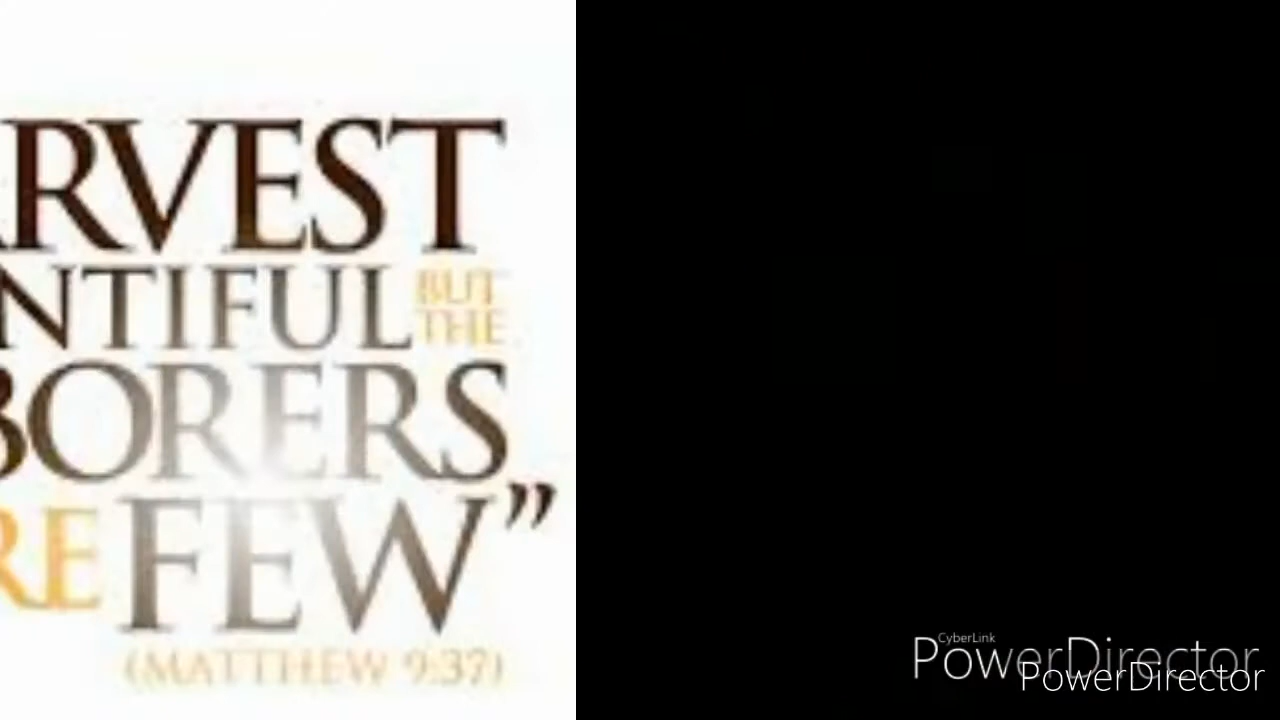 RVEST
NTIFUL BUT
THE
BORERS
RE FEW”
(MATTHEW 9:37)
CyberLink
PowerDirector
PowerDirector